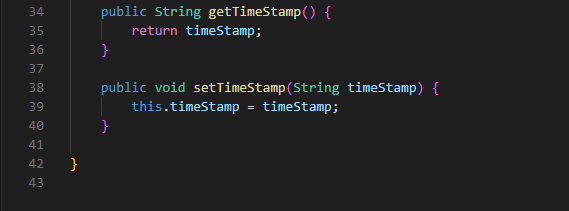 34 public String getTimeStamp() {
35 return timeStamp;
36 }
37
38 public void setTimeStamp(String timeStamp) {
39 this.timeStamp = timeStamp;
40 }
41
42 }
43